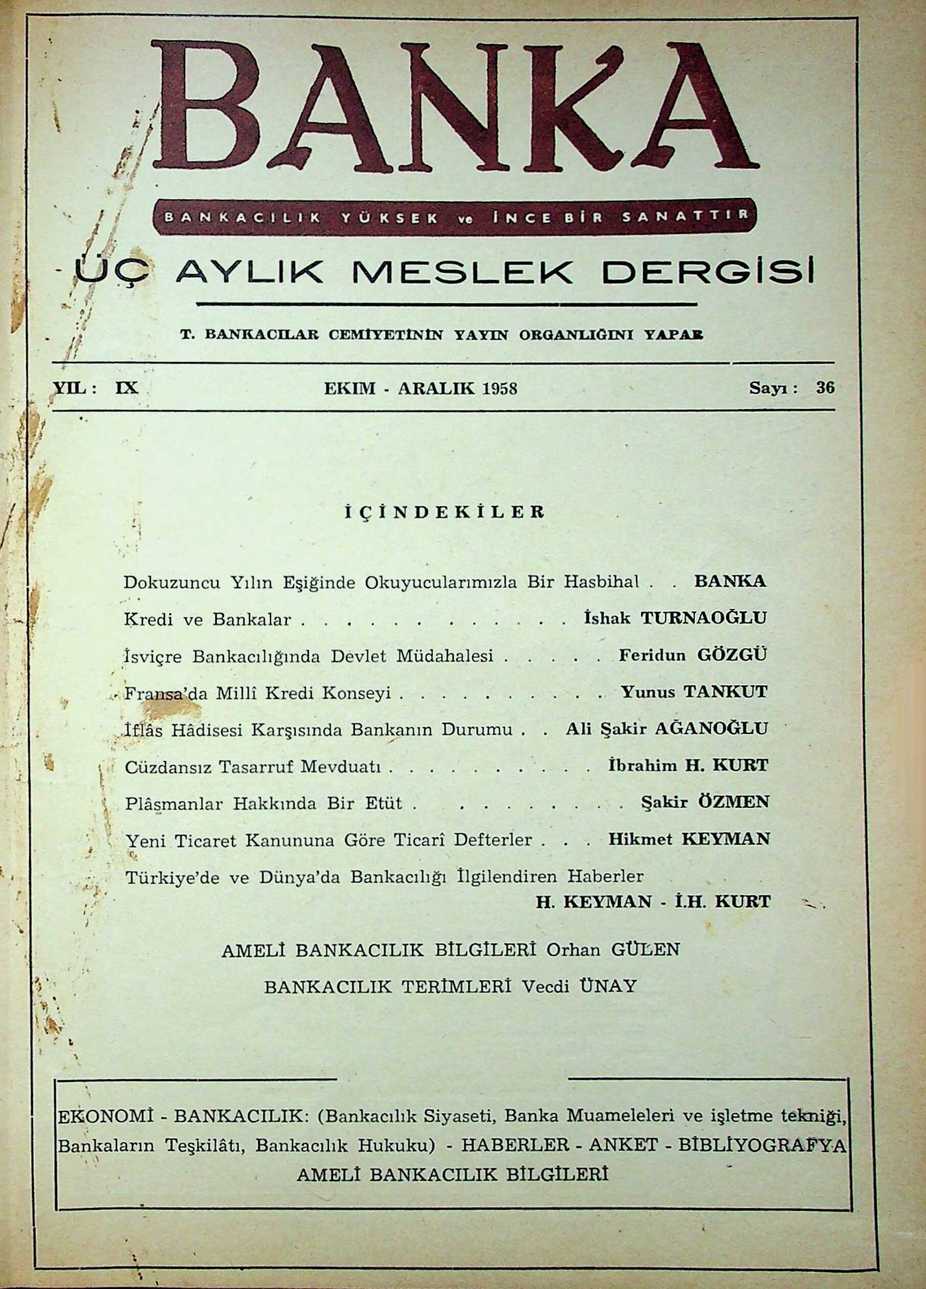 BANKA
BANKACILIK YÜKSEK ve İNCE BİR SANATTIR
ÜÇ AYLIK MESLEK DERGİSİ
T. BANKACILAR CEMİYETİNİN YAYIN ORGANLIĞINI YAPAR
YIL : IX EKIM - ARALIK 1958 Sayı : 36
İÇİNDEKİLER
Dokuzuncu Yılın Eşiğinde Okuyucularımızla Bir Hasbihal . . BANKA
Kredi ve Bankalar . . . . . . . . . . . . İshak TURNAOĞLU
İsviçre Bankacılığında Devlet Müdahalesi . . . . . Feridun GÖZGÜ
Fransa'da Millî Kredi Konseyi . . . . . . . . . . Yunus TANKUT
İflâs Hâdisesi Karşısında Bankanın Durumu . . Ali Şakir AĞANOĞLU
Cüzdansız Tasarruf Mevduatı . . . . . . . . . . İbrahim H. KURT
Plâsmanlar Hakkında Bir Etüt . . . . . . . . . Şakir ÖZMEN
Yeni Ticaret Kanununa Göre Ticarî Defterler . . . Hikmet KEYMAN
Türkiye'de ve Dünya'da Bankacılığı İlgilendiren Haberler
H. KEYMAN - İ.H. KURT
AMELİ BANKACILIK BİLGİLERİ Orhan GÜLEN
BANKACILIK TERİMLERİ Vecdi ÜNAY
EKONOMİ - BANKACILIK: (Bankacılık Siyaseti, Banka Muameleleri ve işletme tekniği,
Bankaların Teşkilâtı, Bankacılık Hukuku) - HABERLER - ANKET - BİBLİYOGRAFYA
AMELİ BANKACILIK BİLGİLERİ